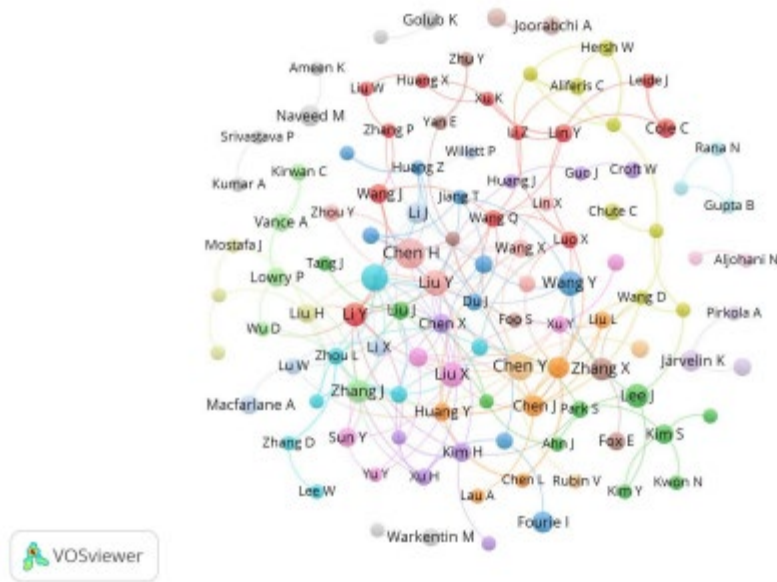 Golub K
Joorabchi A
Hersh W
Zhu Y
Ameen K
Huang X
Aliferis C
Leide J
Liu W
Xu K
Naveed M
Yan E
Zhang P
Li Z
Lin Y
Cole C
Srivastava P
Willett P
Rana N
Kirwan C
Huang Z
Guo J
Croft W
Kumar A
Huang J
Wang J
Jiang T
Lin X
Gupta B
Zhou Y
Li J
Chute C
Vance A
Wang Q
Mostafa J
Wang X
Luo X
Chen H
Tang J
Aljohani N
Lowry P
Liu Y
Wang Y
Du J
Wang D
Liu H
Liu J
Li Y
Chen X
Foo S
Xu Y
Liu L
Pirkola A
Wu D
Zhou L
Li X
Lu W
Chen Y
Zhang X
Järvelin K
Liu X
Zhang J
Lee J
Macfarlane A
Huang Y
Chen J
Park S
Zhang D
Sun Y
Ahn J
Fox E
Kim S
Kim H
Yu Y
Xu H
Chen L
Rubin V
Kwon N
Lee W
Lau A
Kim Y
Fourie I
Warkentin M
VOSviewer